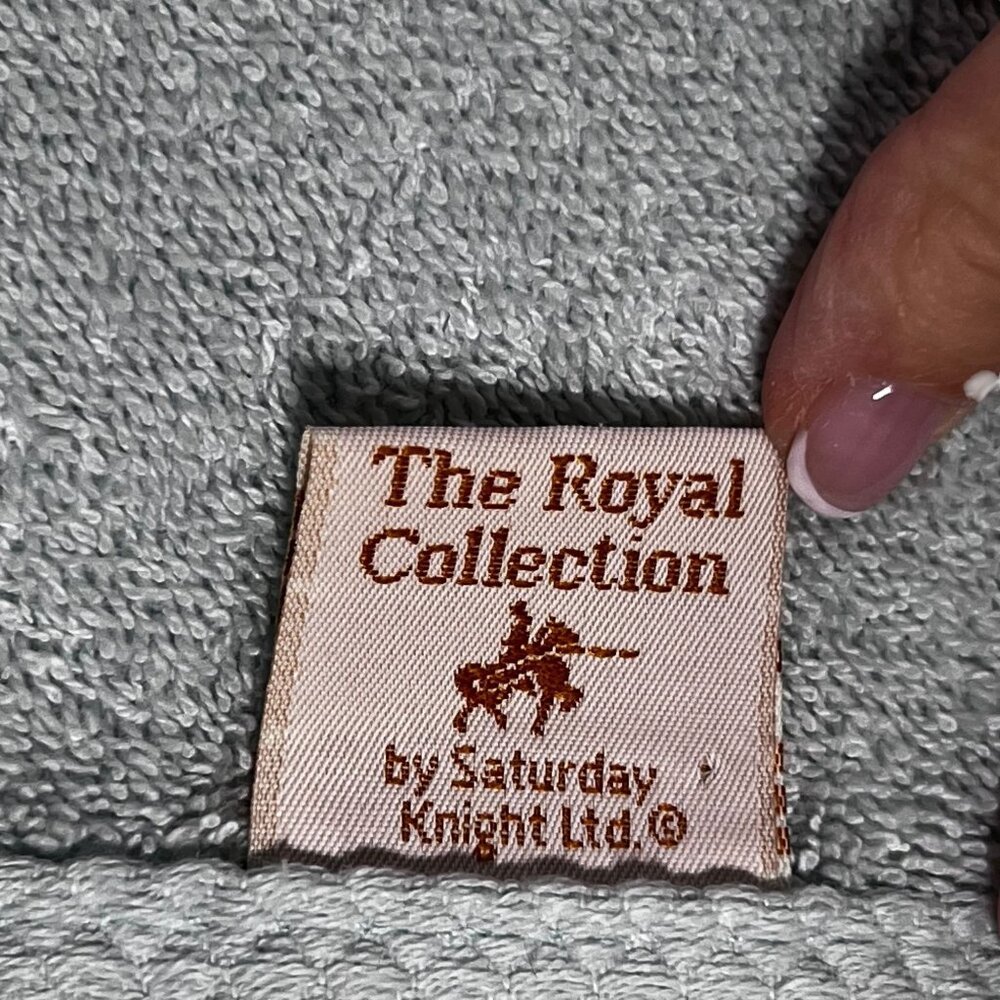 The Royal
Collection
by Saturday
Knight Ltd.©